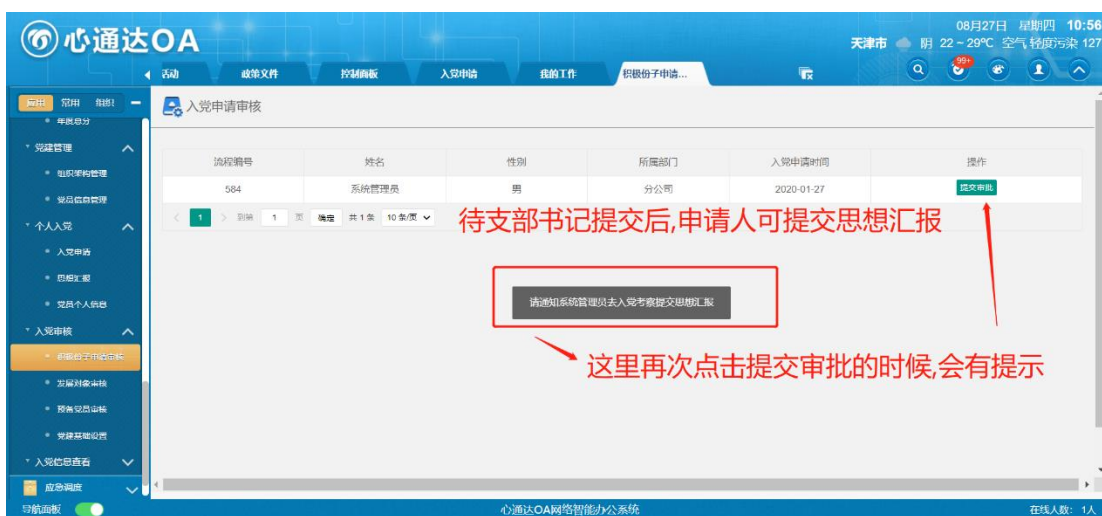 心通达OA
08月27日 星期四 10:56
天津市 阴 22 ~ 29℃ 空气 轻度污染 127
活动 政策文件 控制面板 入党申请 我的工作 积极份子申请...
99+
应用 常用 组织
入党申请审核
年度总分
党建管理
组织架构管理
党员信息管理
个人入党
入党申请
思想汇报
党员个人信息
入党审核
积极份子申请审核
发展对象审核
预备党员审核
党建基础设置
入党信息查看
应急调度
流程编号 姓名 性别 所属部门 入党申请时间 操作
584 系统管理员 男 分公司 2020-01-27 提交审批
1 到第 1 页 确定 共 1 条 10 条/页
待支部书记提交后,申请人可提交思想汇报
请通知系统管理员去入党考察提交思想汇报
这里再次点击提交审批的时候,会有提示
导航面板 心通达OA网络智能办公系统 在线人数: 1人